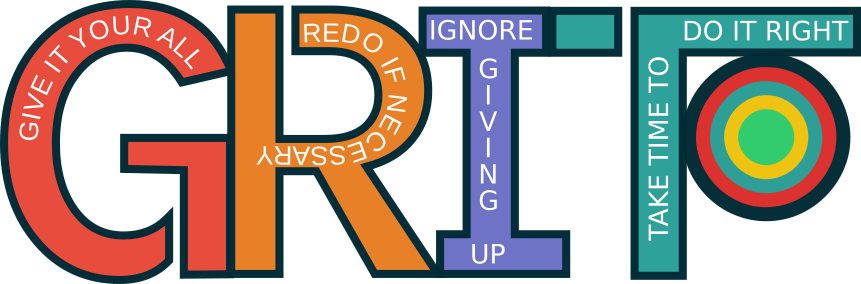 GRIT
GIVE IT YOUR ALL
REDO IF NECESSARY
IGNORE
GIVING
UP
TAKE TIME TO
DO IT RIGHT